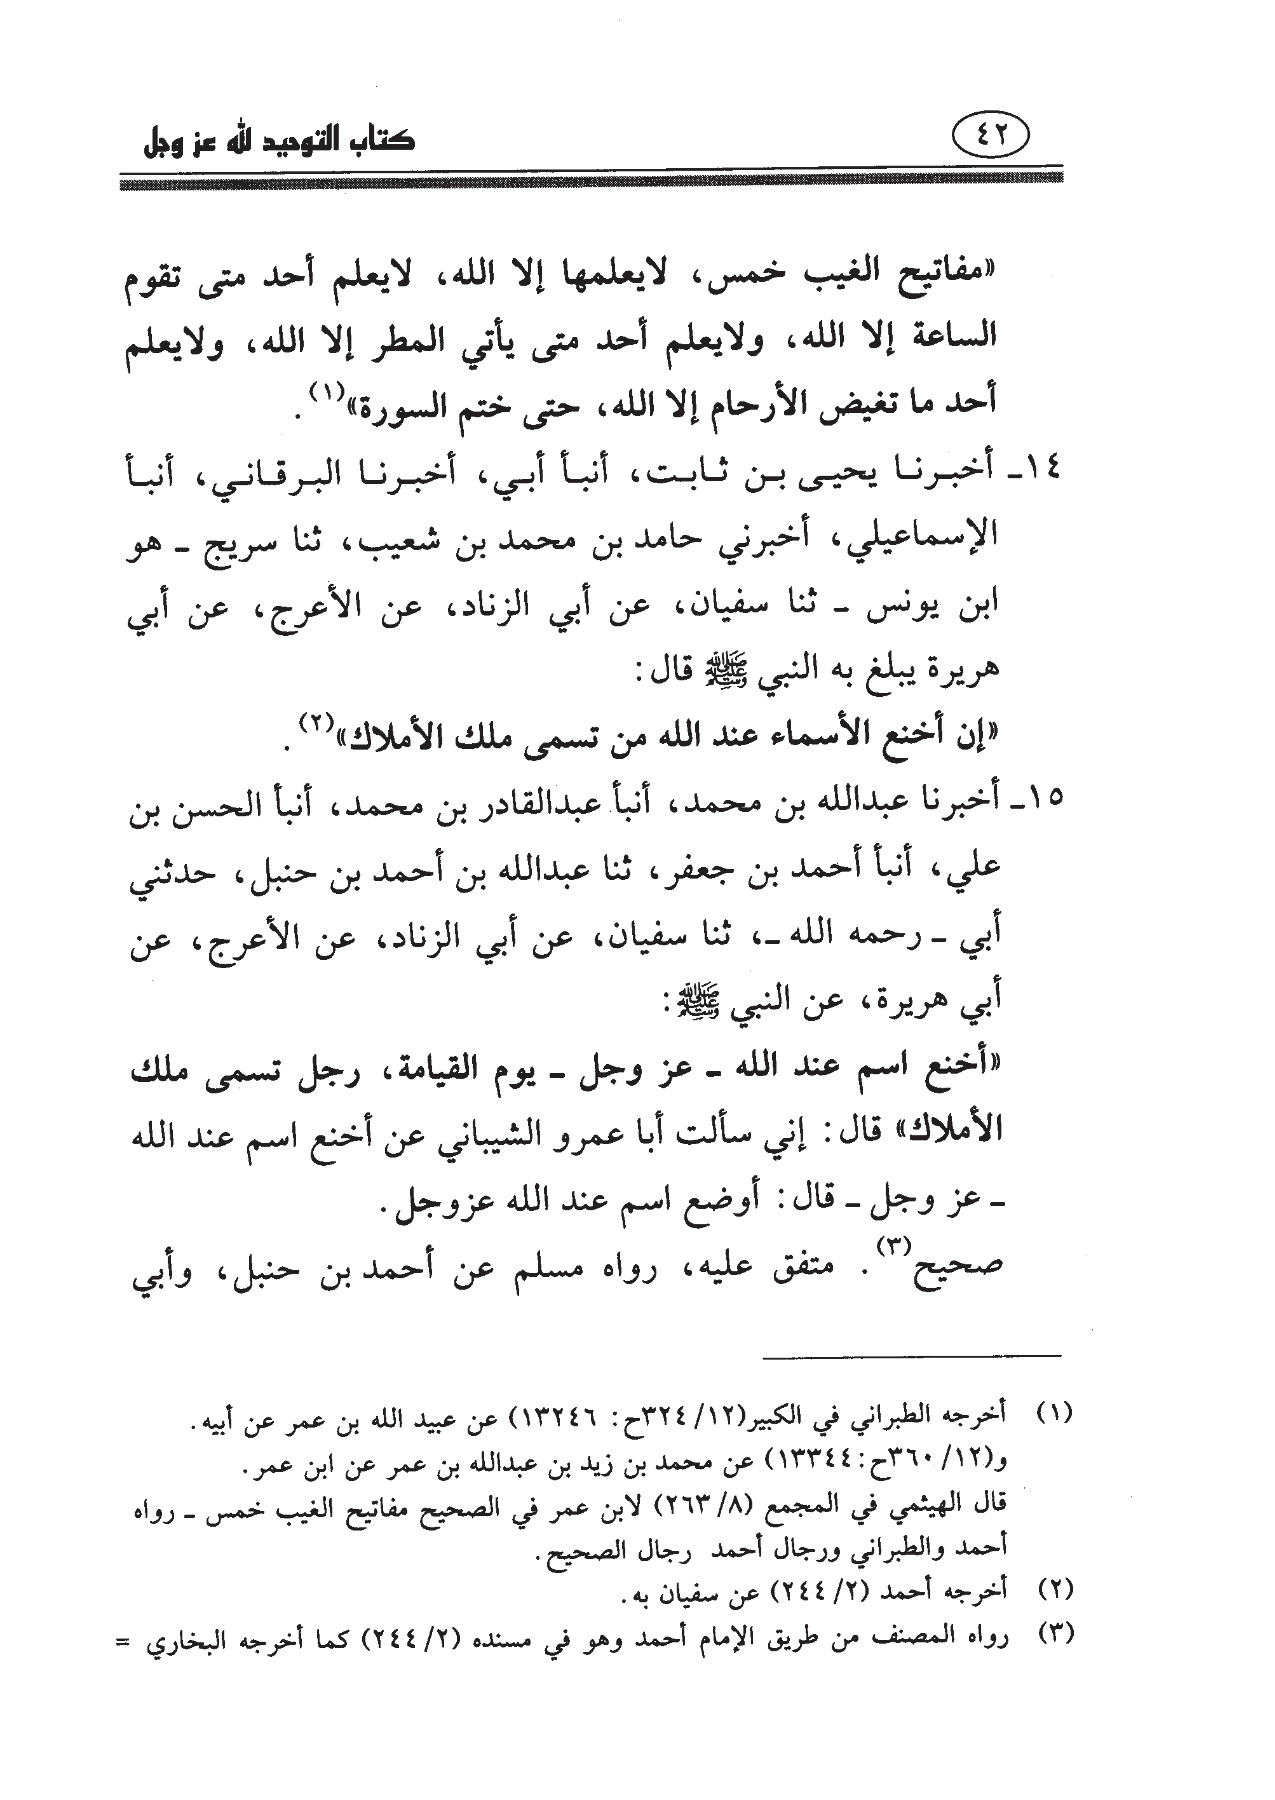 ٤٢
كتاب التوحيد لله عز وجل
«مفاتيح الغيب خمس، لايعلمها إلا الله، لايعلم أحد متى تقوم
الساعة إلا الله، ولايعلم أحد متى يأتي المطر إلا الله، ولايعلم
أحد ما تغيض الأرحام إلا الله، حتى ختم السورة»(١).
١٤ـ أخبرنا يحيى بن ثابت، أنبأ أبي، أخبرنا البرقاني، أنبأ
الإسماعيلي، أخبرني حامد بن محمد بن شعيب، ثنا سريج ـ هو
ابن يونس ـ ثنا سفيان، عن أبي الزناد، عن الأعرج، عن أبي
هريرة يبلغ به النبي ﷺ قال:
«إن أخنع الأسماء عند الله من تسمى ملك الأملاك»(٢).
١٥ـ أخبرنا عبدالله بن محمد، أنبأ عبدالقادر بن محمد، أنبأ الحسن بن
علي، أنبأ أحمد بن جعفر، ثنا عبدالله بن أحمد بن حنبل، حدثني
أبي ـ رحمه الله ـ، ثنا سفيان، عن أبي الزناد، عن الأعرج، عن
أبي هريرة، عن النبي ﷺ:
«أخنع اسم عند الله ـ عز وجل ـ يوم القيامة، رجل تسمى ملك
الأملاك» قال: إني سألت أبا عمرو الشيباني عن أخنع اسم عند الله
ـ عز وجل ـ قال: أوضع اسم عند الله عزوجل.
صحيح(٣). متفق عليه، رواه مسلم عن أحمد بن حنبل، وأبي
(١) أخرجه الطبراني في الكبير(١٢/ ٣٢٤ح: ١٣٢٤٦) عن عبيد الله بن عمر عن أبيه.
و(١٢/ ٣٦٠ح:١٣٣٤٤) عن محمد بن زيد بن عبدالله بن عمر عن ابن عمر.
قال الهيثمي في المجمع (٨/ ٢٦٣) لابن عمر في الصحيح مفاتيح الغيب خمس ـ رواه
أحمد والطبراني ورجال أحمد رجال الصحيح.
(٢) أخرجه أحمد (٢/ ٢٤٤) عن سفيان به.
(٣) رواه المصنف من طريق الإمام أحمد وهو في مسنده (٢/ ٢٤٤) كما أخرجه البخاري =